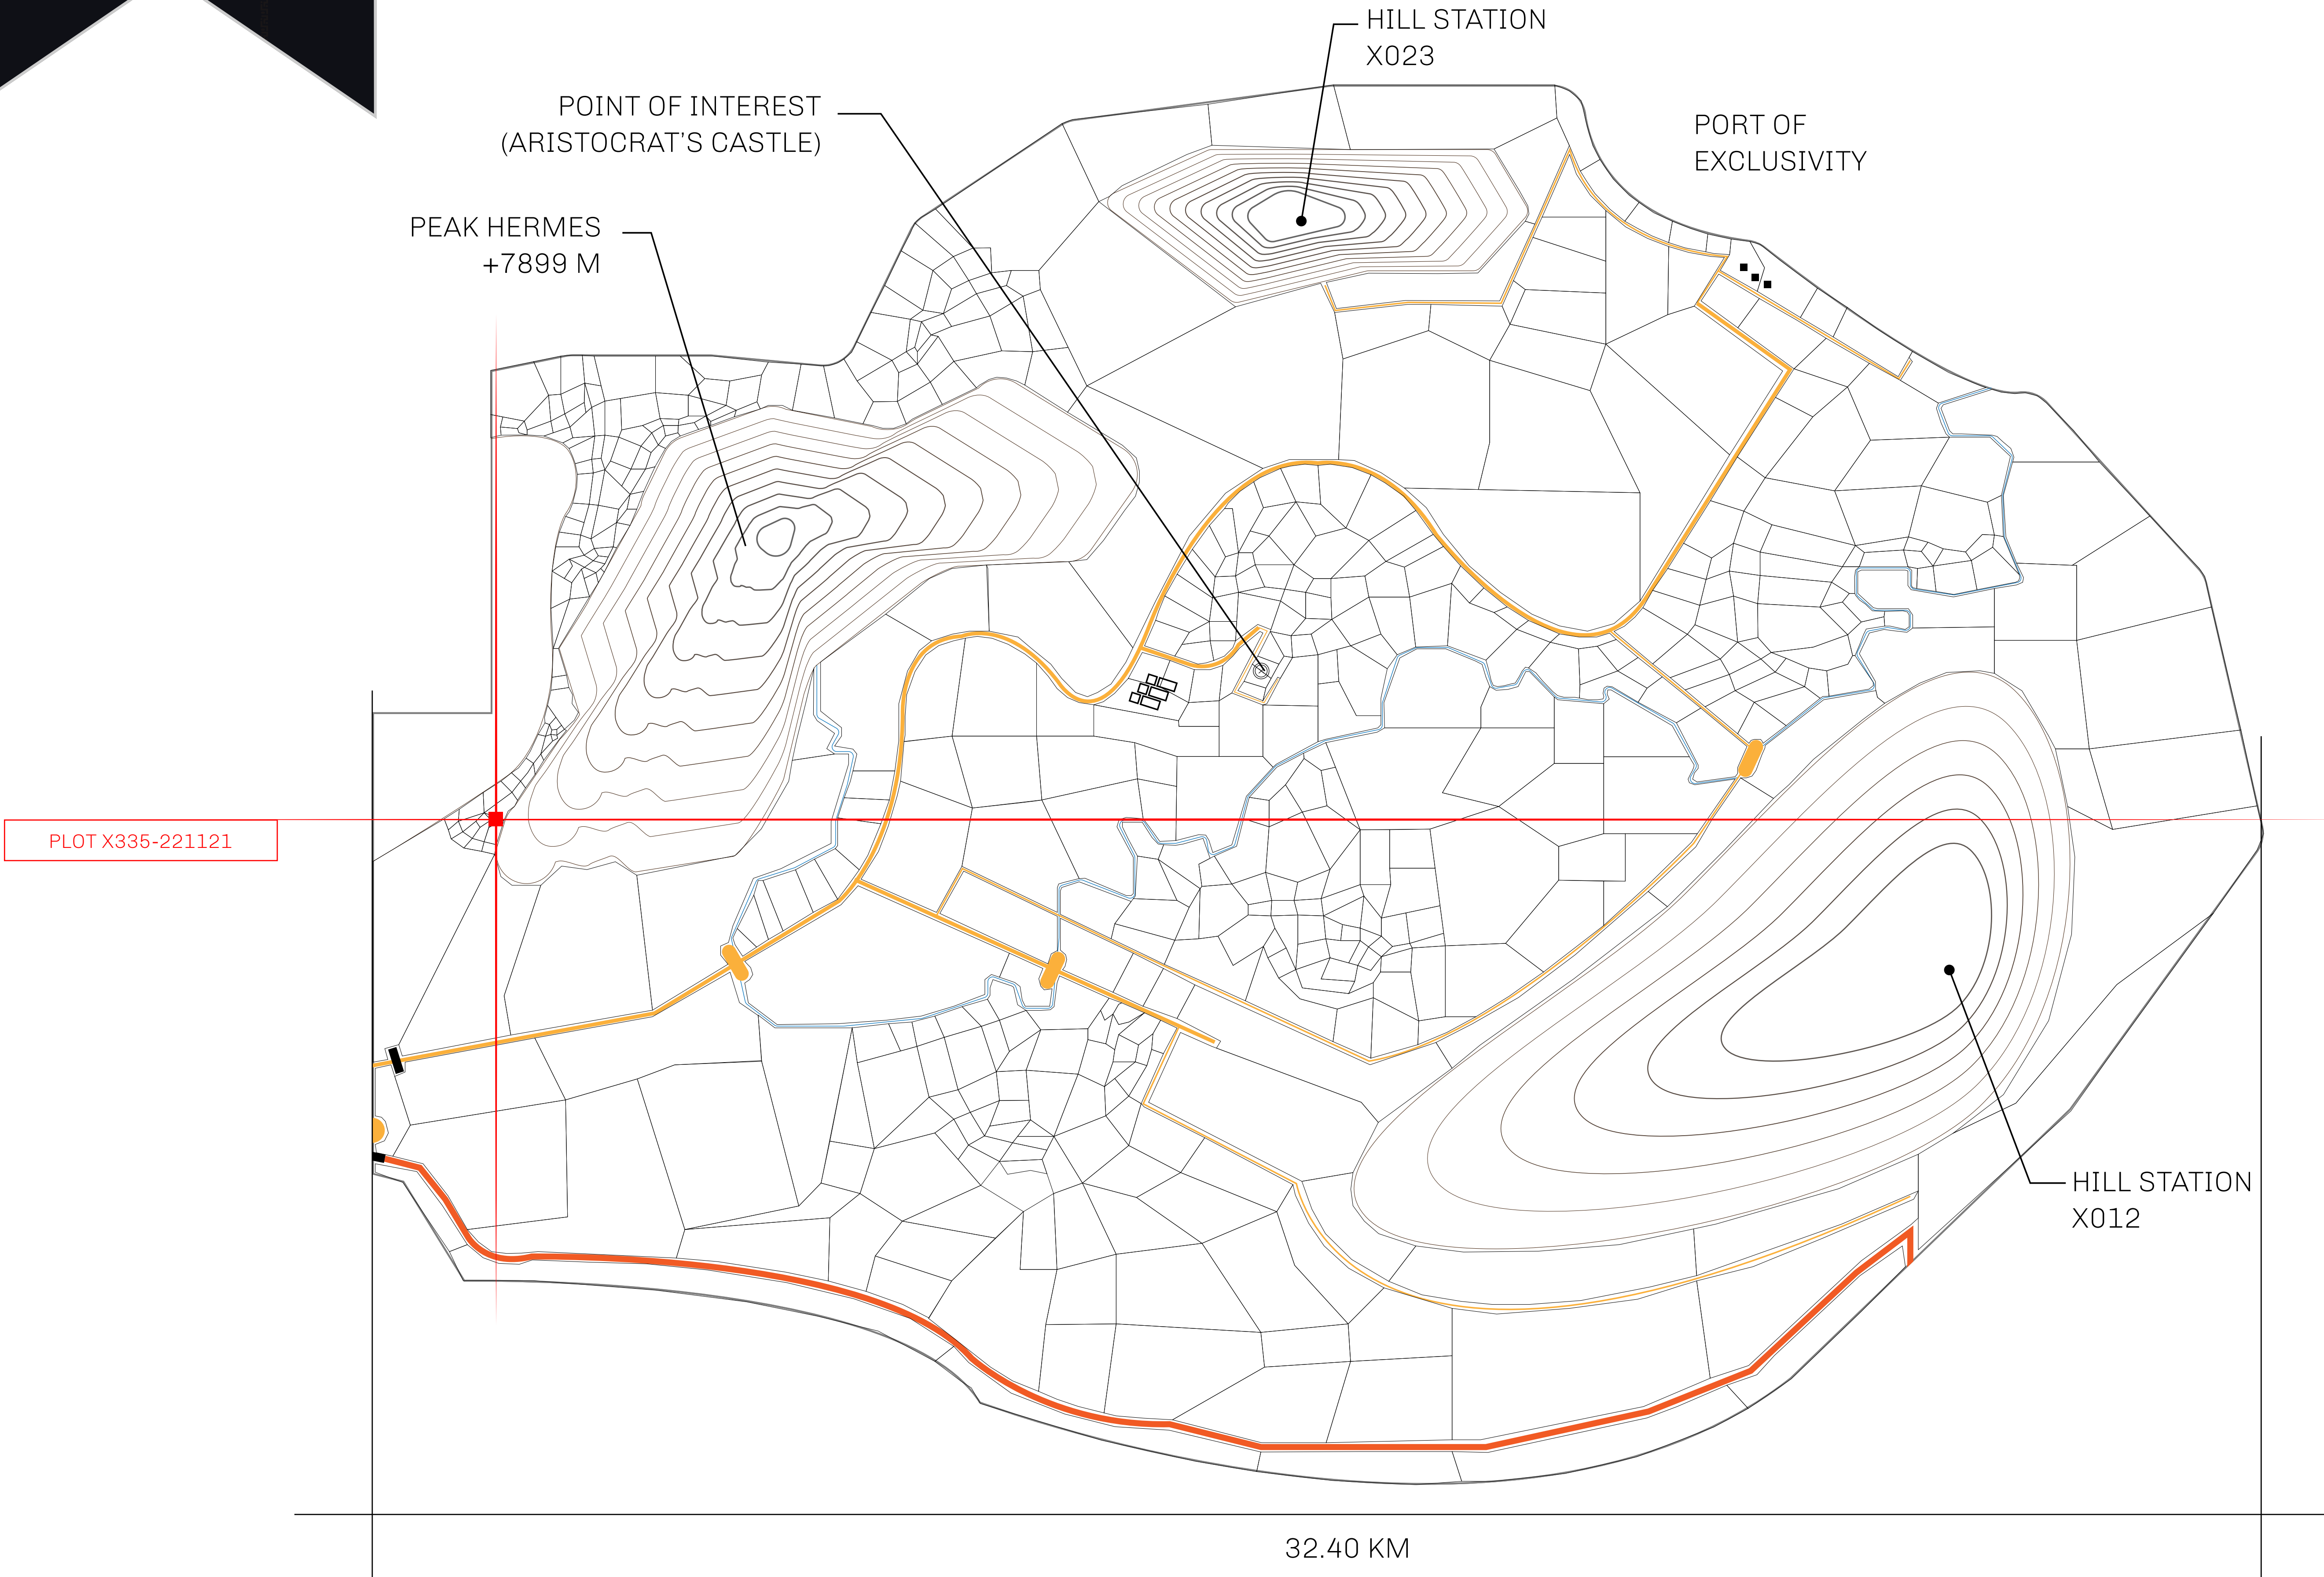 HILL STATION
X023
POINT OF INTEREST
(ARISTOCRAT'S CASTLE)
PORT OF
EXCLUSIVITY
PEAK HERMES
+7899 M
PLOT X335-221121
HILL STATION
X012
32.40 KM